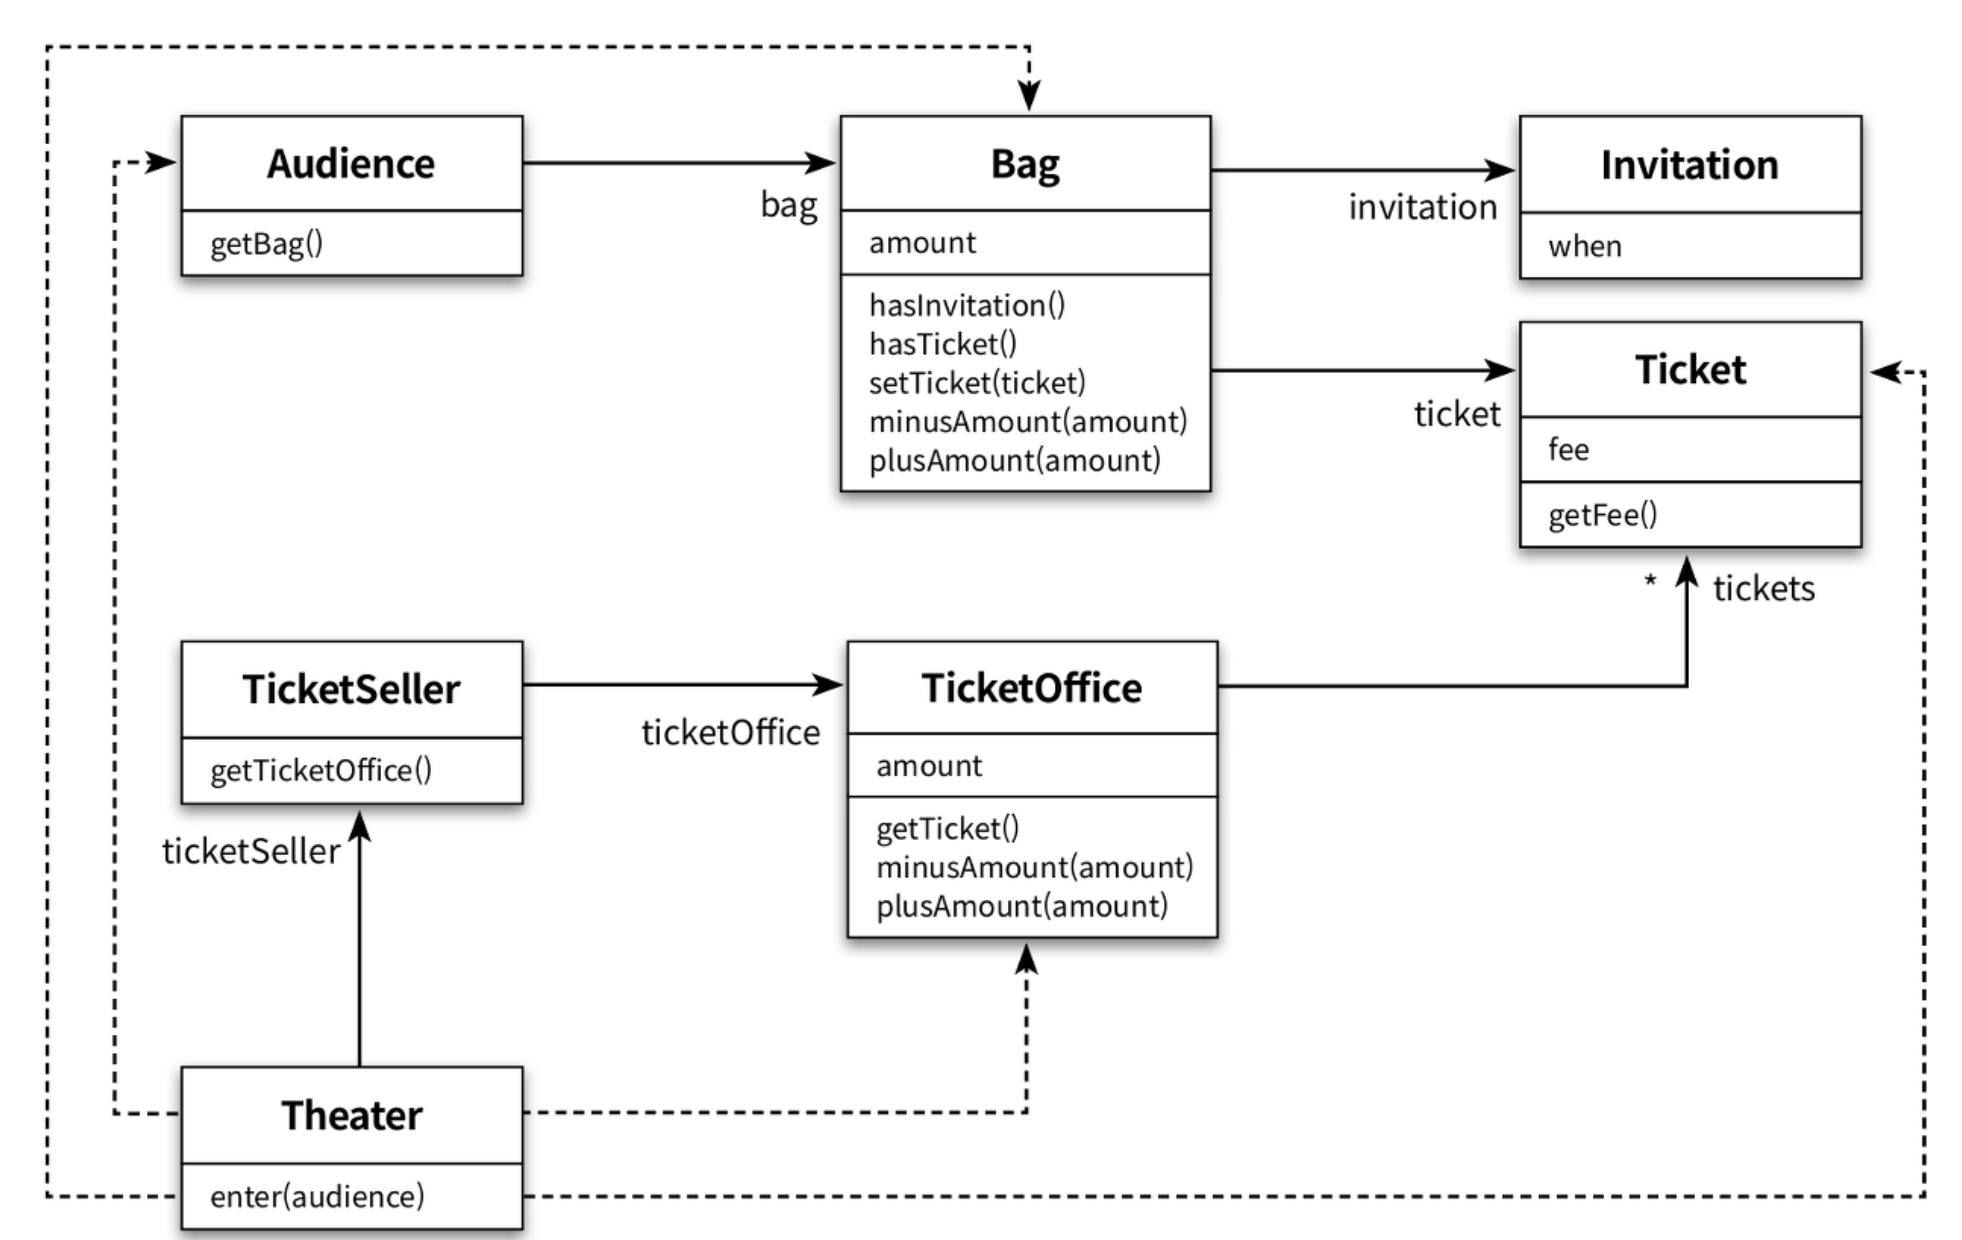 Audience
getBag()
bag
Bag
amount
hasInvitation()
hasTicket()
setTicket(ticket)
minusAmount(amount)
plusAmount(amount)
invitation
Invitation
when
ticket
Ticket
fee
getFee()
* tickets
TicketSeller
getTicketOffice()
ticketOffice
TicketOffice
amount
getTicket()
minusAmount(amount)
plusAmount(amount)
ticketSeller
Theater
enter(audience)